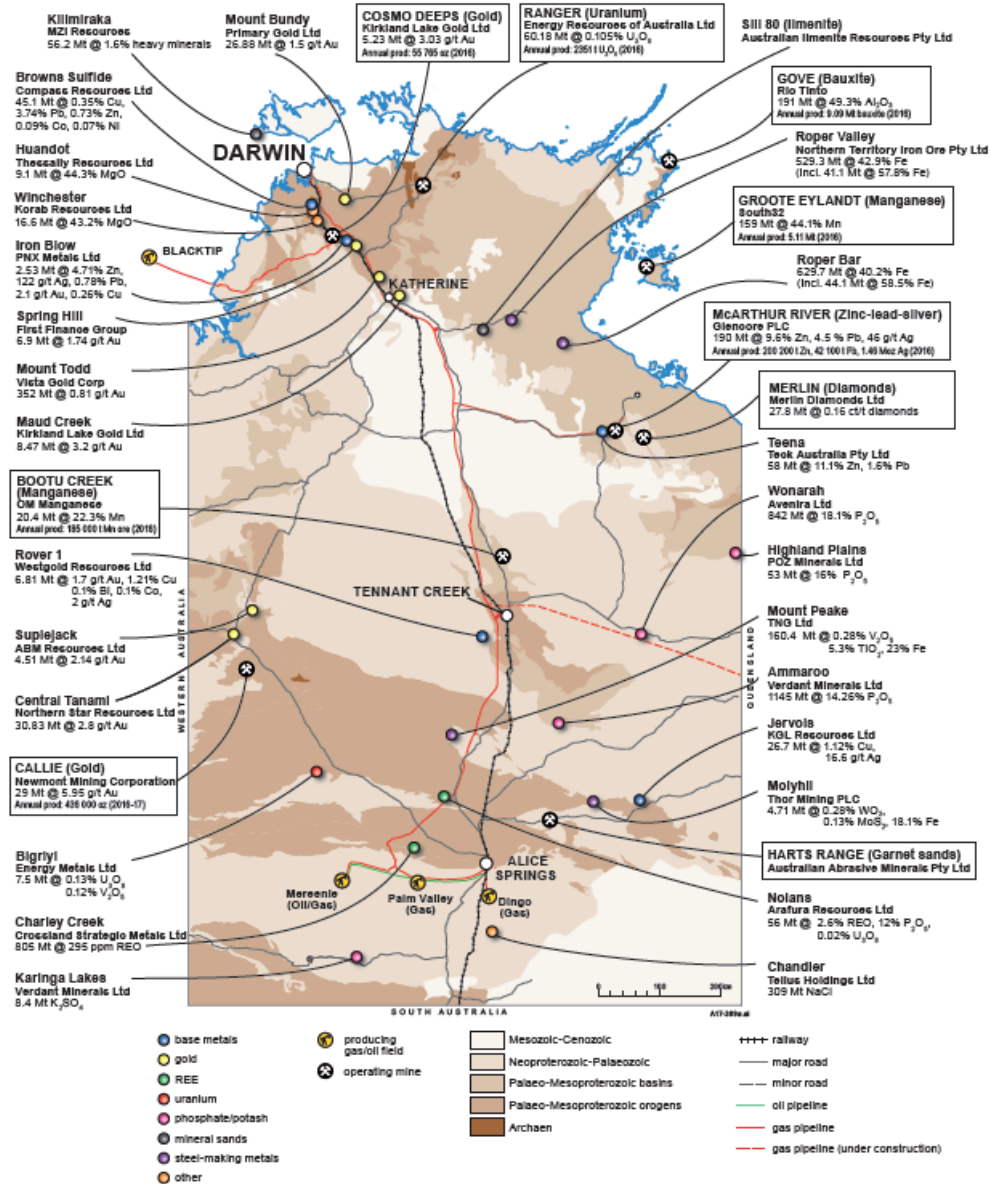 Kilimiraka
MZI Resources
56.2 Mt @ 1.6% heavy minerals
Mount Bundy
Primary Gold Ltd
26.88 Mt @ 1.5 g/t Au
COSMO DEEPS (Gold)
Kirkland Lake Gold Ltd
5.23 Mt @ 3.03 g/t Au
Annual prod: 55 765 oz (2016)
RANGER (Uranium)
Energy Resources of Australia Ltd
60.18 Mt @ 0.105% U₃O₈
Annual prod: 2351 t U₃O₈ (2016)
Sill 80 (Ilmenite)
Australian Ilmenite Resources Pty Ltd
GOVE (Bauxite)
Rio Tinto
191 Mt @ 49.3% Al₂O₃
Annual prod: 9.09 Mt bauxite (2016)
Roper Valley
Northern Territory Iron Ore Pty Ltd
529.3 Mt @ 42.9% Fe
(Incl. 41.1 Mt @ 57.8% Fe)
GROOTE EYLANDT (Manganese)
South32
159 Mt @ 44.1% Mn
Annual prod: 5.11 Mt (2016)
Roper Bar
629.7 Mt @ 40.2% Fe
(Incl. 44.1 Mt @ 58.5% Fe)
McARTHUR RIVER (Zinc-lead-silver)
Glencore PLC
190 Mt @ 9.6% Zn, 4.5 % Pb, 46 g/t Ag
Annual prod: 200 200 t Zn, 42 100 t Pb, 1.46 Moz Ag (2016)
MERLIN (Diamonds)
Merlin Diamonds Ltd
27.8 Mt @ 0.16 ct/t diamonds
Teena
Teck Australia Pty Ltd
58 Mt @ 11.1% Zn, 1.6% Pb
Wonarah
Avenira Ltd
842 Mt @ 18.1% P₂O₅
Highland Plains
POZ Minerals Ltd
53 Mt @ 16% P₂O₅
Mount Peake
TNG Ltd
160.4 Mt @ 0.28% V₂O₅
5.3% TiO₂, 23% Fe
Ammaroo
Verdant Minerals Ltd
1145 Mt @ 14.26% P₂O₅
Jervois
KGL Resources Ltd
26.7 Mt @ 1.12% Cu,
16.6 g/t Ag
Molyhil
Thor Mining PLC
4.71 Mt @ 0.28% WO₃,
0.13% MoS₂, 18.1% Fe
HARTS RANGE (Garnet sands)
Australian Abrasive Minerals Pty Ltd
Nolans
Arafura Resources Ltd
56 Mt @ 2.6% REO, 12% P₂O₅,
0.02% U₃O₈
Chandler
Tellus Holdings Ltd
309 Mt NaCl
Browns Sulfide
Compass Resources Ltd
45.1 Mt @ 0.35% Cu,
3.74% Pb, 0.73% Zn,
0.09% Co, 0.07% Ni
Huandot
Thessally Resources Ltd
9.1 Mt @ 44.3% MgO
Winchester
Korab Resources Ltd
16.6 Mt @ 43.2% MgO
Iron Blow
PNX Metals Ltd
2.53 Mt @ 4.71% Zn,
122 g/t Ag, 0.78% Pb,
2.1 g/t Au, 0.26% Cu
Spring Hill
First Finance Group
6.9 Mt @ 1.74 g/t Au
Mount Todd
Vista Gold Corp
352 Mt @ 0.81 g/t Au
Maud Creek
Kirkland Lake Gold Ltd
8.47 Mt @ 3.2 g/t Au
BOOTU CREEK
(Manganese)
OM Manganese
20.4 Mt @ 22.3% Mn
Annual prod: 185 000 t Mn ore (2016)
Rover 1
Westgold Resources Ltd
6.81 Mt @ 1.7 g/t Au, 1.21% Cu
0.1% Bi, 0.1% Co,
2 g/t Ag
Suplejack
ABM Resources Ltd
4.51 Mt @ 2.14 g/t Au
Central Tanami
Northern Star Resources Ltd
30.83 Mt @ 2.8 g/t Au
CALLIE (Gold)
Newmont Mining Corporation
29 Mt @ 5.95 g/t Au
Annual prod: 436 000 oz (2016-17)
Bigrlyi
Energy Metals Ltd
7.5 Mt @ 0.13% U₃O₈
0.12% V₂O₅
Charley Creek
Crossland Strategic Metals Ltd
805 Mt @ 295 ppm REO
Karinga Lakes
Verdant Minerals Ltd
8.4 Mt K₂SO₄
DARWIN
BLACKTIP
KATHERINE
TENNANT CREEK
ALICE
SPRINGS
Mereenie
(Oil/Gas)
Palm Valley
(Gas)
Dingo
(Gas)
WESTERN AUSTRALIA
QUEENSLAND
SOUTH AUSTRALIA
0 100 200 km
base metals
gold
REE
uranium
phosphate/potash
mineral sands
steel-making metals
other
producing
gas/oil field
operating mine
Mesozoic-Cenozoic
Neoproterozoic-Palaeozoic
Palaeo-Mesoproterozoic basins
Palaeo-Mesoproterozoic orogens
Archaen
railway
major road
minor road
oil pipeline
gas pipeline
gas pipeline (under construction)